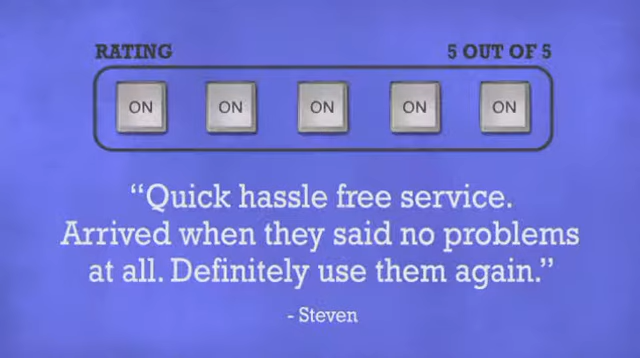 RATING 5 OUT OF 5
ON ON ON ON ON
“Quick hassle free service.
Arrived when they said no problems
at all. Definitely use them again.”
- Steven